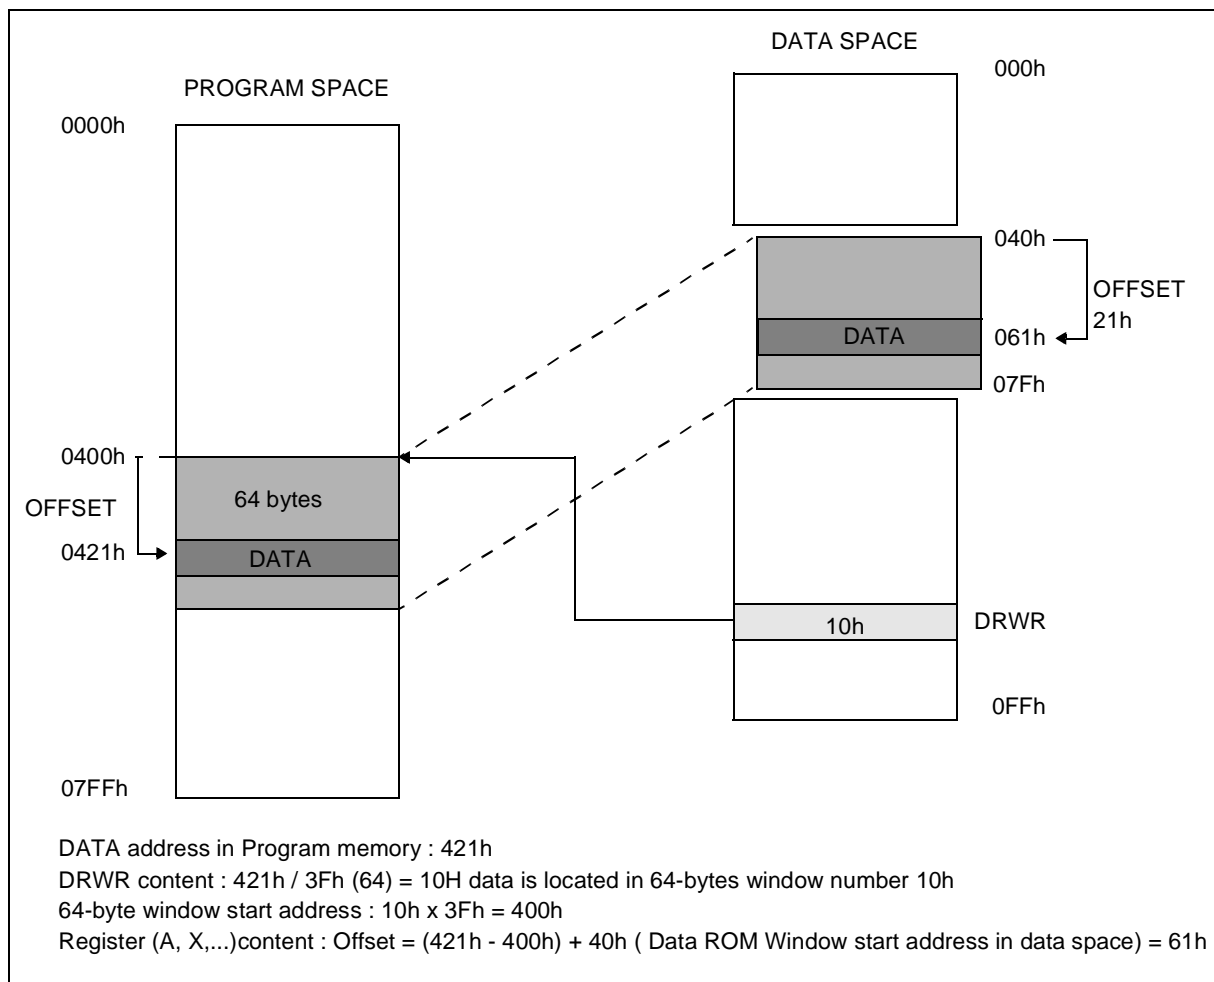 DATA SPACE
000h
PROGRAM SPACE
0000h
040h
OFFSET
21h
DATA
061h
07Fh
0400h
64 bytes
OFFSET
0421h
DATA
10h
DRWR
0FFh
07FFh
DATA address in Program memory : 421h
DRWR content : 421h / 3Fh (64) = 10H data is located in 64-bytes window number 10h
64-byte window start address : 10h x 3Fh = 400h
Register (A, X,...)content : Offset = (421h - 400h) + 40h ( Data ROM Window start address in data space) = 61h